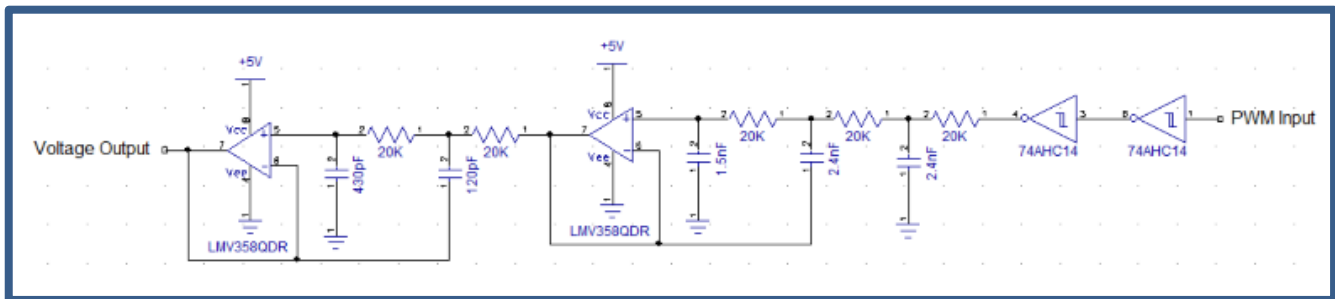 +5V
+5V
Voltage Output
Vcc
Vee
LMV358QDR
20K
20K
430pF
120pF
Vcc
Vee
LMV358QDR
20K
20K
20K
1.5nF
2.4nF
2.4nF
74AHC14
74AHC14
PWM Input